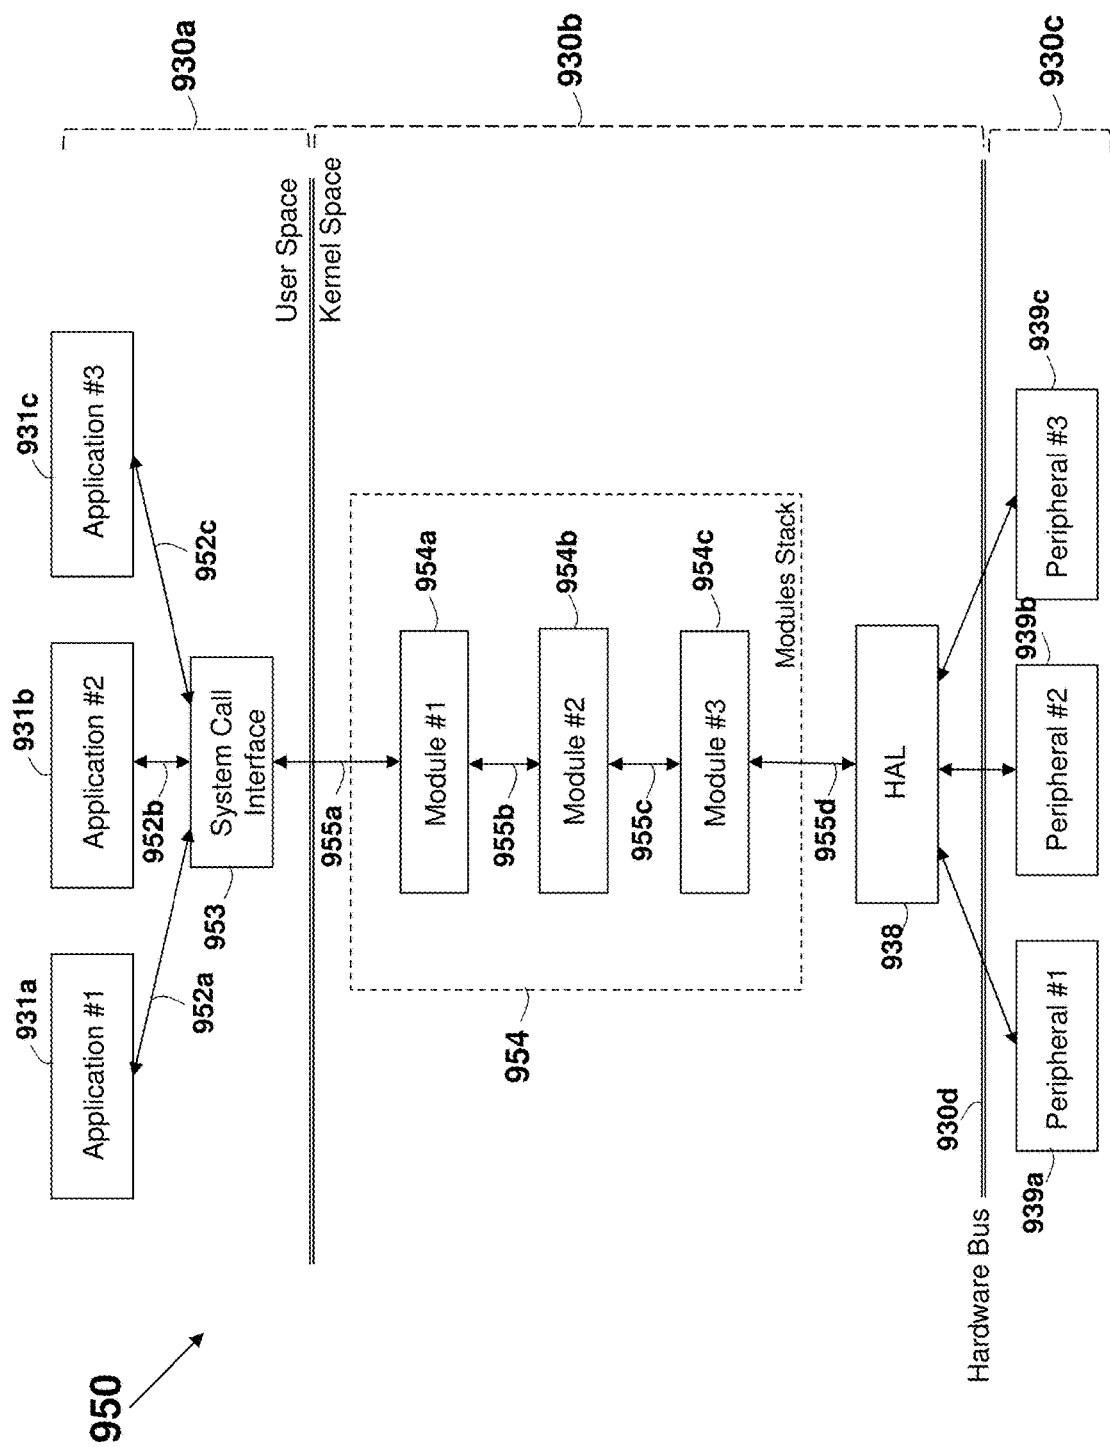 950
931a
Application #1
931b
Application #2
931c
Application #3
930a
952a
952b
952c
953
System Call
Interface
User Space
Kernel Space
955a
930b
954
954a
Module #1
955b
954b
Module #2
955c
954c
Module #3
Modules Stack
955d
938
HAL
930d
Hardware Bus
939a
Peripheral #1
939b
Peripheral #2
939c
Peripheral #3
930c